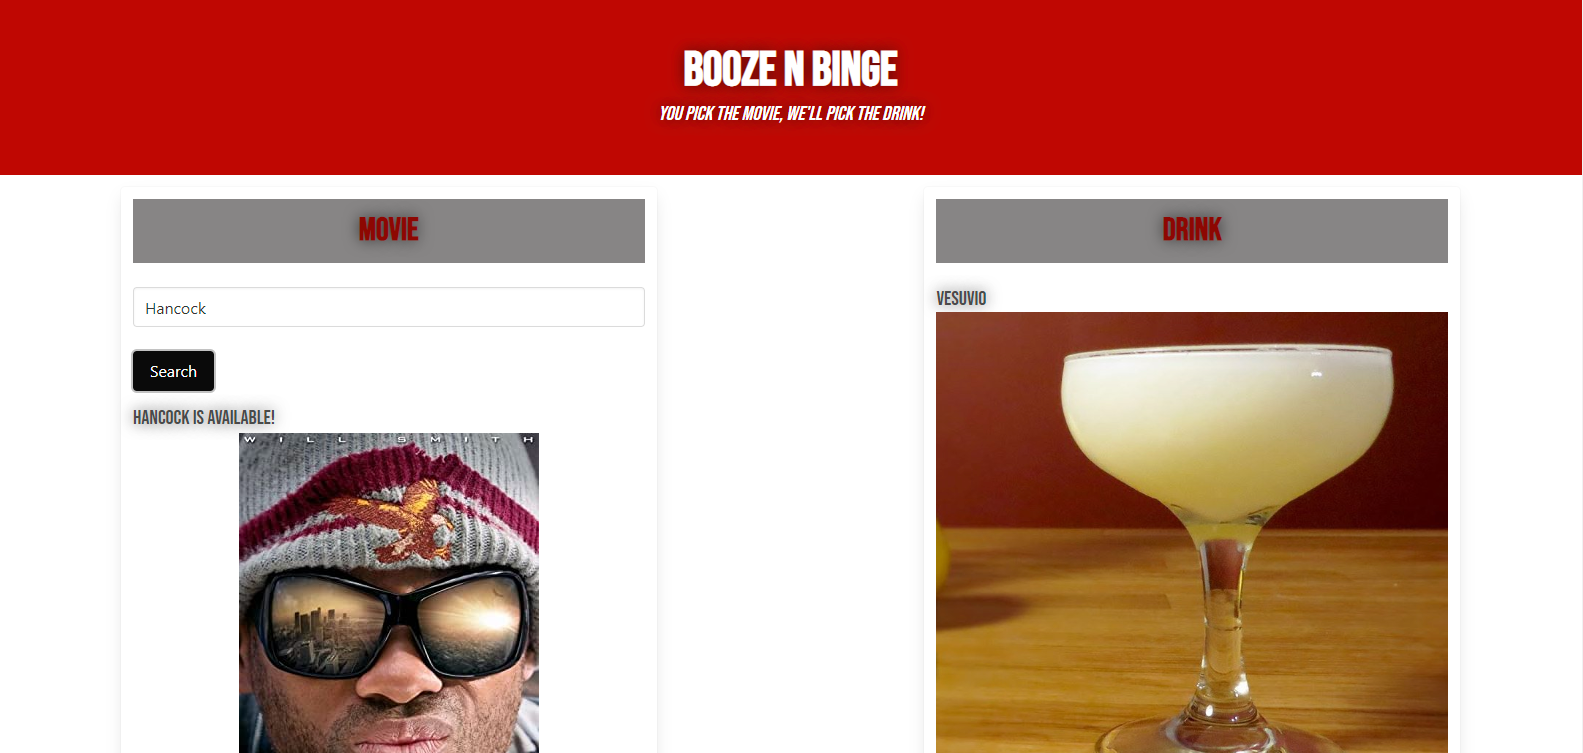 BOOZE N BINGE
YOU PICK THE MOVIE, WE'LL PICK THE DRINK!
MOVIE
Hancock
Search
HANCOCK IS AVAILABLE!
WILL SMITH
DRINK
VESUVIO